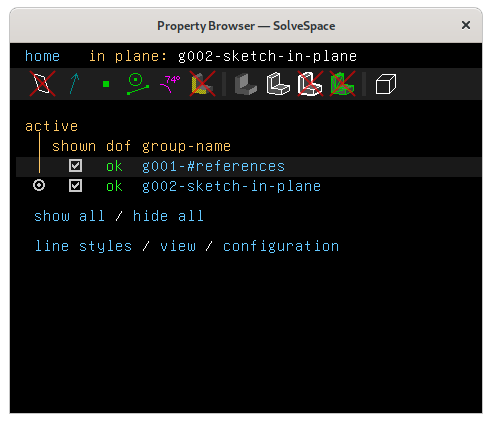 Property Browser — SolveSpace
home in plane: g002-sketch-in-plane
74°
active
shown dof group-name
ok g001-#references
ok g002-sketch-in-plane
show all / hide all
line styles / view / configuration